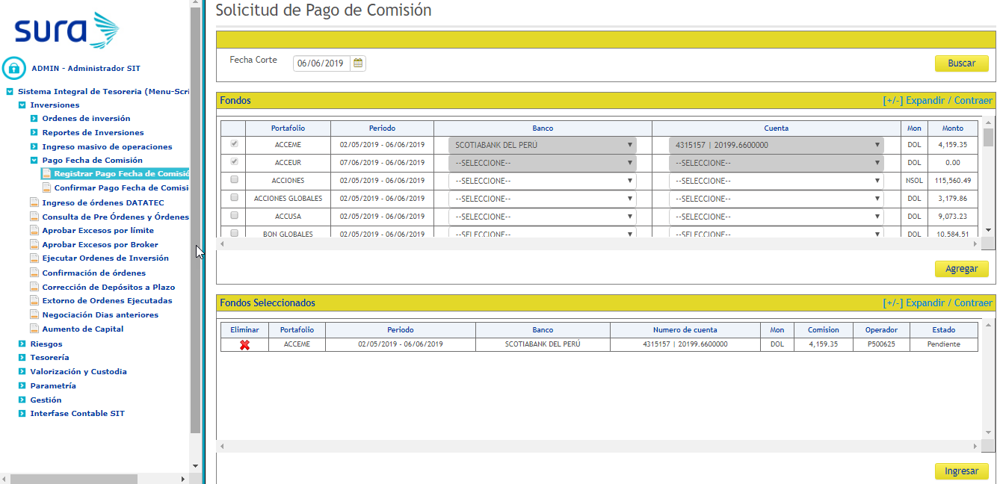 sura
ADMIN - Administrador SIT
Sistema Integral de Tesoreria (Menu-Scri
Inversiones
Ordenes de inversión
Reportes de Inversiones
Ingreso masivo de operaciones
Pago Fecha de Comisión
Registrar Pago Fecha de Comisió
Confirmar Pago Fecha de Comisi
Ingreso de órdenes DATATEC
Consulta de Pre Órdenes y Órdenes
Aprobar Excesos por límite
Aprobar Excesos por Broker
Ejecutar Ordenes de Inversión
Confirmación de órdenes
Corrección de Depósitos a Plazo
Extorno de Ordenes Ejecutadas
Negociación Dias anteriores
Aumento de Capital
Riesgos
Tesorería
Valorización y Custodia
Parametría
Gestión
Interfase Contable SIT
Solicitud de Pago de Comisión
Fecha Corte 06/06/2019 Buscar
Fondos [+/-] Expandir / Contraer
Portafolio Periodo Banco Cuenta Mon Monto
ACCEME 02/05/2019 - 06/06/2019 SCOTIABANK DEL PERÚ 4315157 | 20199.6600000 DOL 4,159.35
ACCEUR 07/06/2019 - 06/06/2019 --SELECCIONE-- --SELECCIONE-- DOL 0.00
ACCIONES 02/05/2019 - 06/06/2019 --SELECCIONE-- --SELECCIONE-- NSOL 115,560.49
ACCIONES GLOBALES 02/05/2019 - 06/06/2019 --SELECCIONE-- --SELECCIONE-- DOL 3,179.86
ACCUSA 02/05/2019 - 06/06/2019 --SELECCIONE-- --SELECCIONE-- DOL 9,073.23
BON GLOBALES 02/05/2019 - 06/06/2019 --SELECCIONE-- --SELECCIONE-- DOL 10,584.51
Agregar
Fondos Seleccionados [+/-] Expandir / Contraer
Eliminar Portafolio Periodo Banco Numero de cuenta Mon Comision Operador Estado
ACCEME 02/05/2019 - 06/06/2019 SCOTIABANK DEL PERÚ 4315157 | 20199.6600000 DOL 4,159.35 P500625 Pendiente
Ingresar